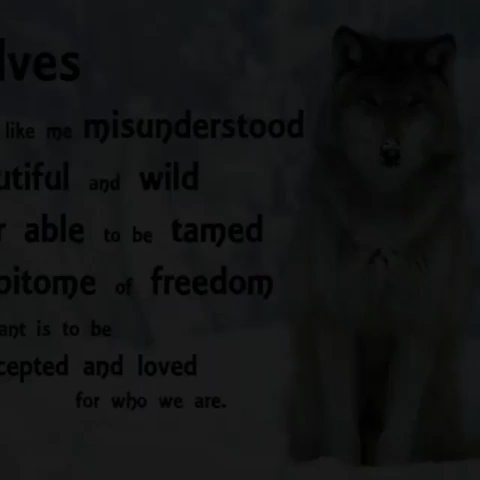 lves
like me misunderstood
utiful and wild
r able to be tamed
pitome of freedom
ant is to be
cepted and loved
for who we are.